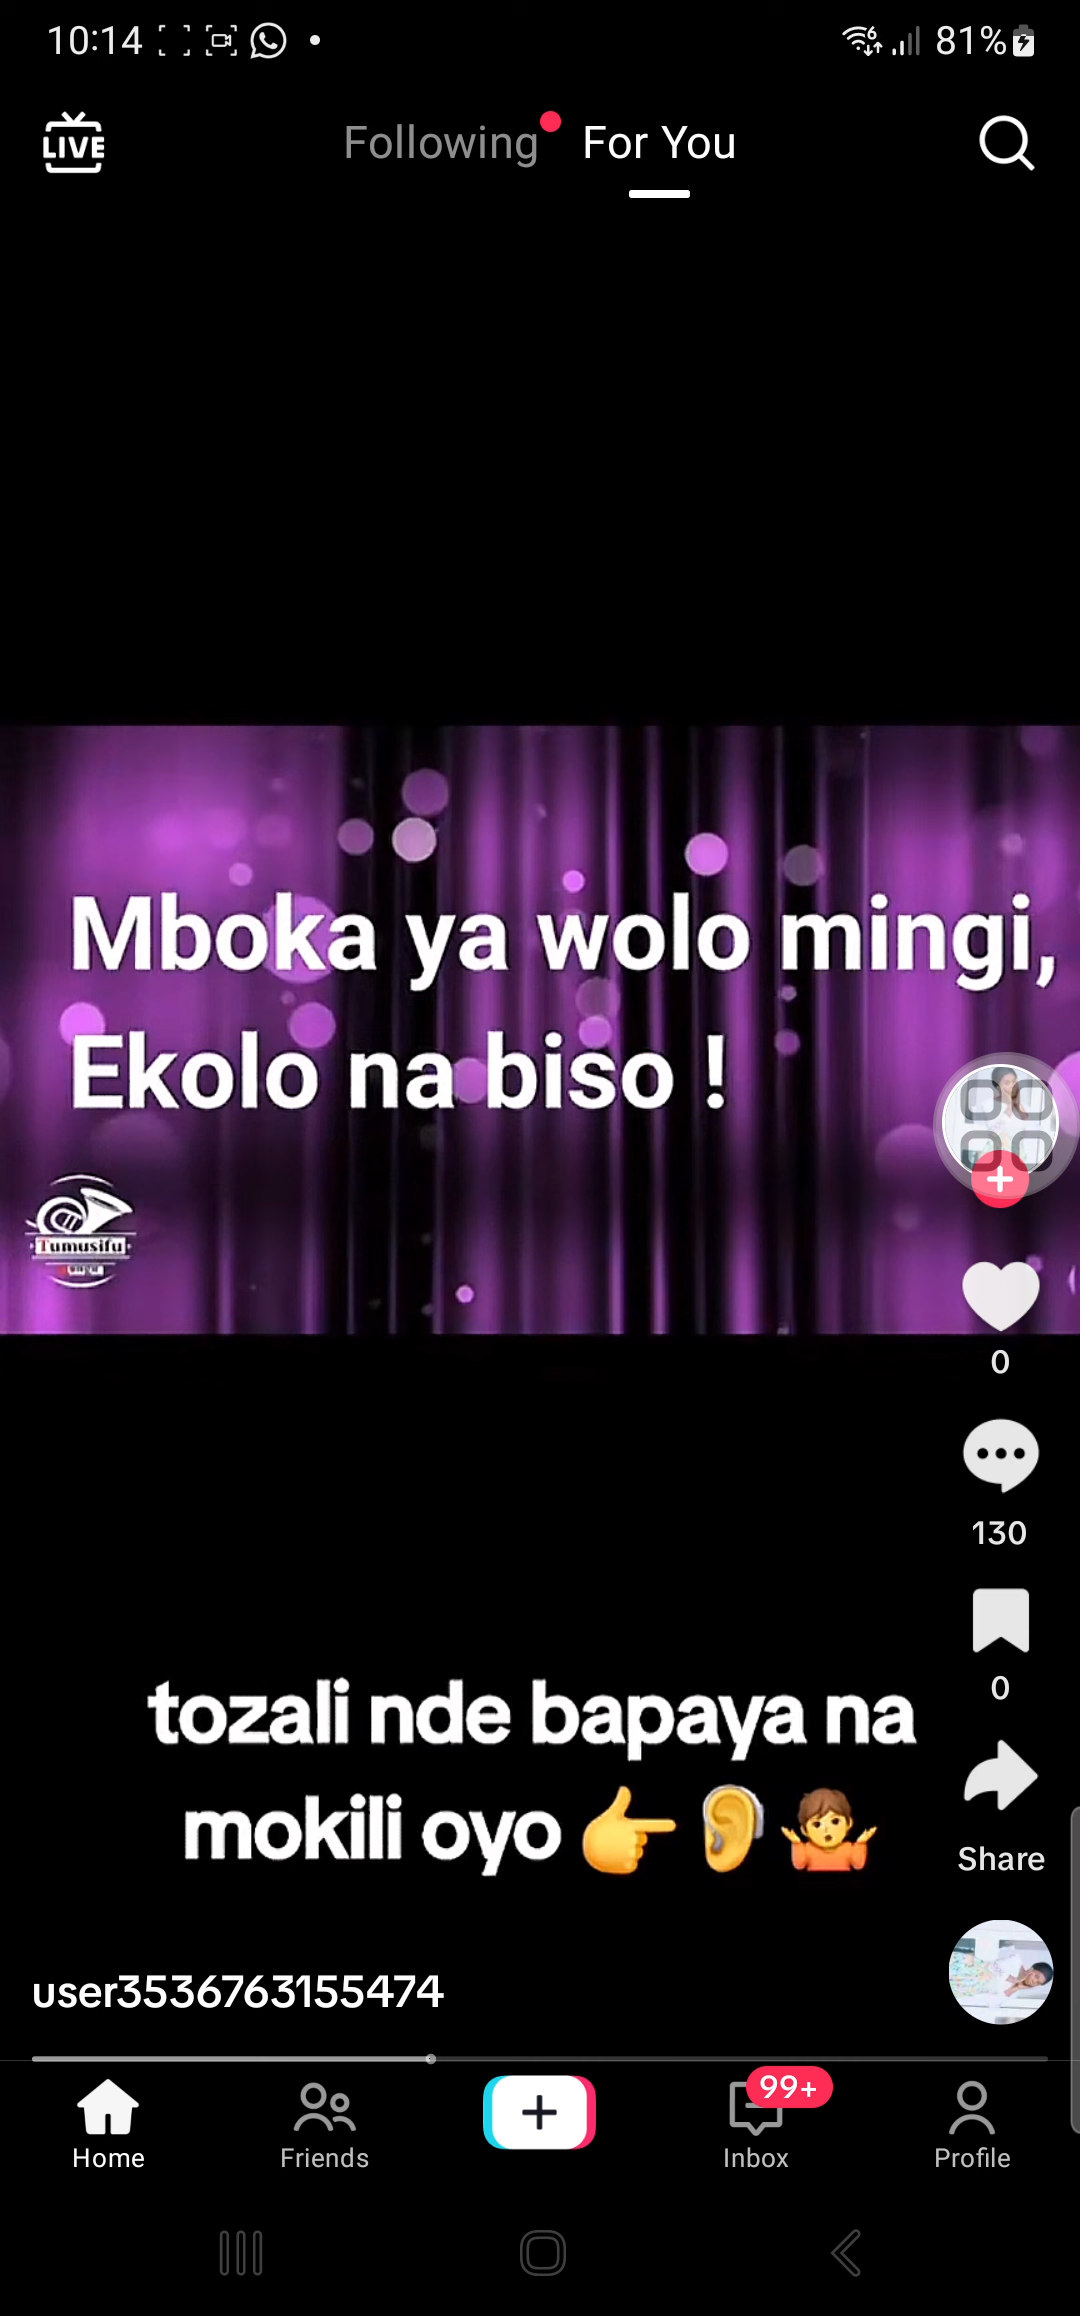 10:14
81%
LIVE
Following
For You
Mboka ya wolo mingi,
Ekolo na biso !
Tumusifu
0
130
0
tozali nde bapaya na
mokili oyo 👉🦻🤷
Share
user3536763155474
99+
Home
Friends
Inbox
Profile